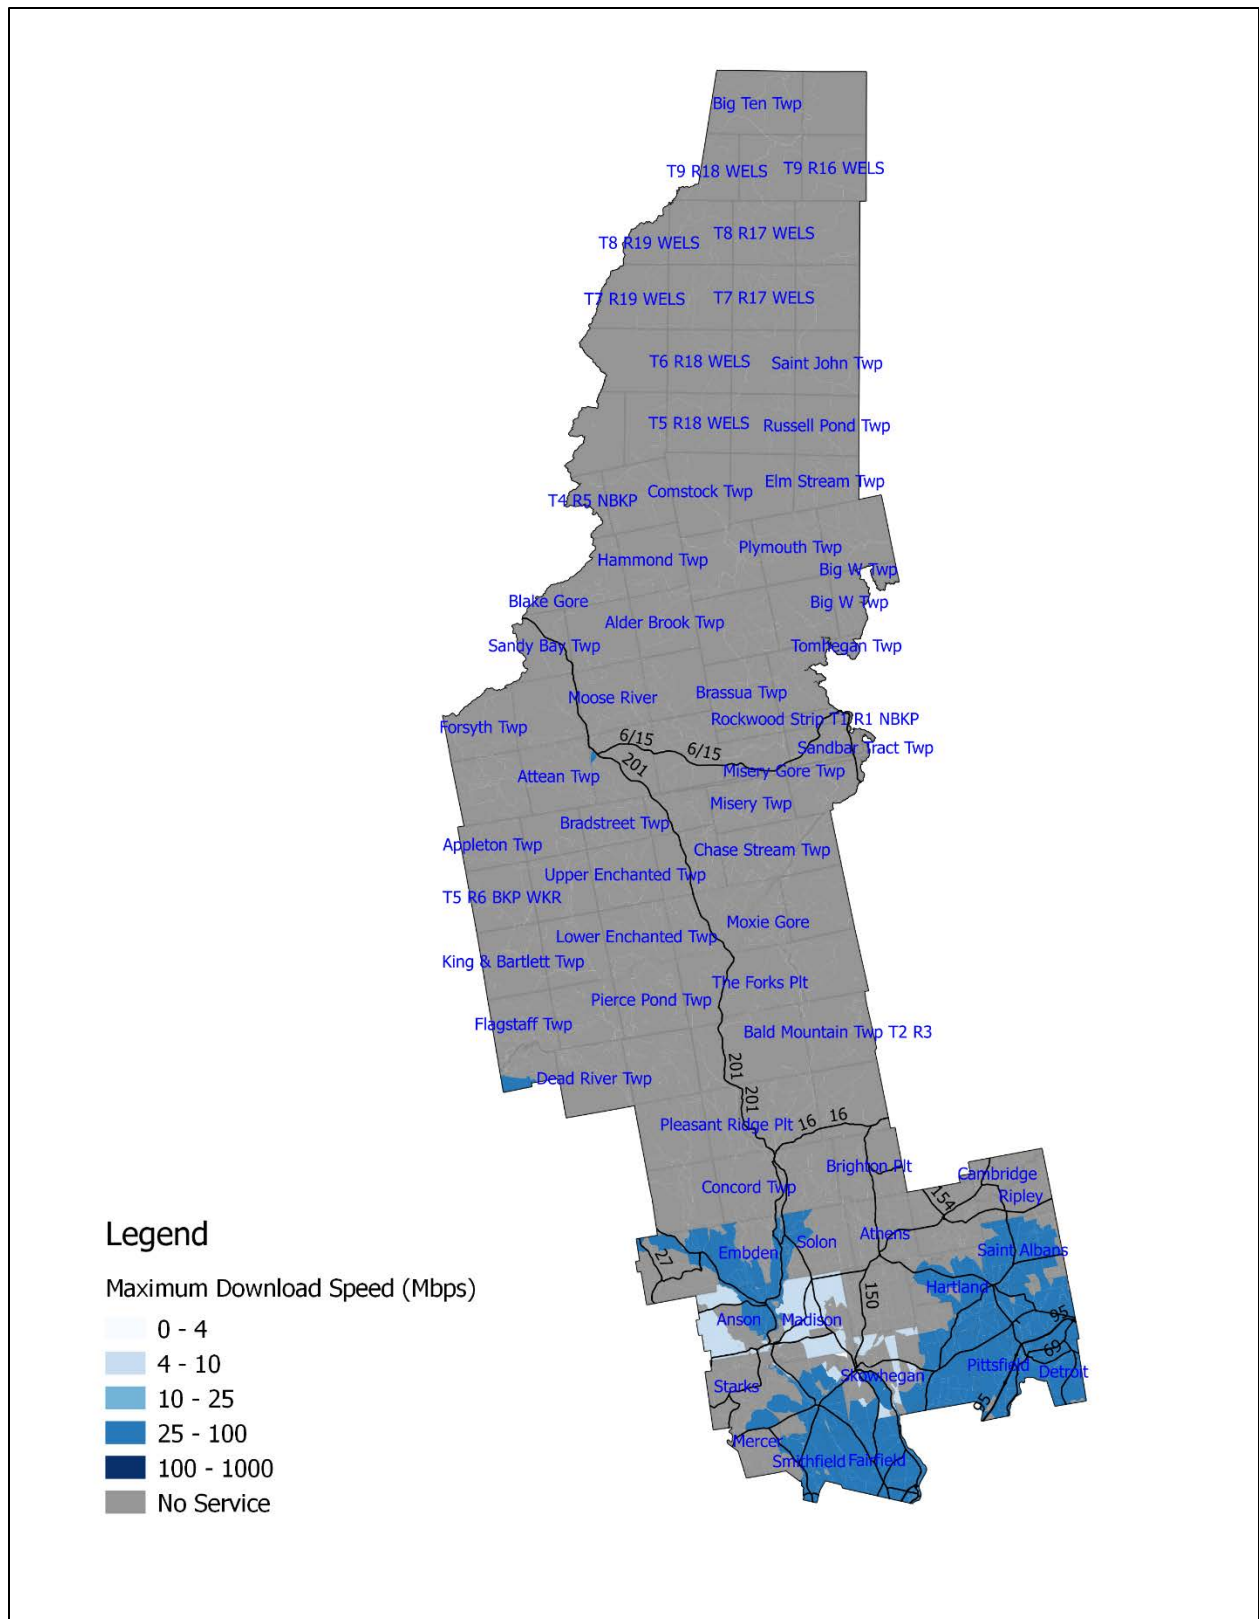 Big Ten Twp
T9 R18 WELS
T9 R16 WELS
T8 R19 WELS
T8 R17 WELS
T7 R19 WELS
T7 R17 WELS
T6 R18 WELS
Saint John Twp
T5 R18 WELS
Russell Pond Twp
Elm Stream Twp
Comstock Twp
T4 R5 NBKP
Plymouth Twp
Hammond Twp
Big W Twp
Blake Gore
Big W Twp
Alder Brook Twp
Sandy Bay Twp
Tomhegan Twp
Moose River
Brassua Twp
Rockwood Strip T1 R1 NBKP
Forsyth Twp
6/15
6/15
Sandbar Tract Twp
201
Attean Twp
Misery Gore Twp
Misery Twp
Bradstreet Twp
Appleton Twp
Chase Stream Twp
Upper Enchanted Twp
T5 R6 BKP WKR
Moxie Gore
Lower Enchanted Twp
King & Bartlett Twp
The Forks Plt
Pierce Pond Twp
Flagstaff Twp
Bald Mountain Twp T2 R3
201
Dead River Twp
201
Pleasant Ridge Plt
16
16
Brighton Plt
Cambridge
Concord Twp
154
Ripley
Athens
Solon
Embden
Saint Albans
27
Hartland
150
Anson
Madison
95
69
Pittsfield
Detroit
Skowhegan
Starks
95
Mercer
Smithfield
Fairfield
Legend
Maximum Download Speed (Mbps)
0 - 4
4 - 10
10 - 25
25 - 100
100 - 1000
No Service